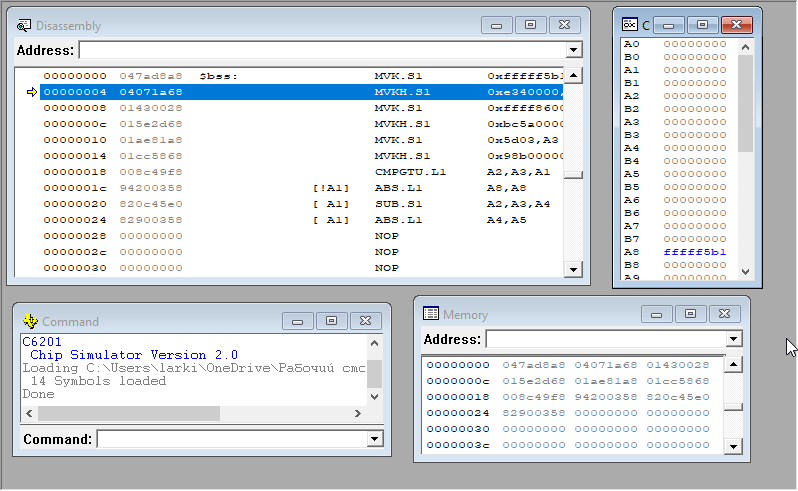 Disassembly
Address:
00000000 047ad8a8 $bss: MVK.S1 0xfffff5b1
00000004 04071a68 MVKH.S1 0xe340000,
00000008 01430028 MVK.S1 0xffff8600
0000000c 015e2d68 MVKH.S1 0xbc5a0000
00000010 01ae81a8 MVK.S1 0x5d03,A3
00000014 01cc5868 MVKH.S1 0x98b00000
00000018 008c49f8 CMPGTU.L1 A2,A3,A1
0000001c 94200358 [!A1] ABS.L1 A8,A8
00000020 820c45e0 [ A1] SUB.S1 A2,A3,A4
00000024 82900358 [ A1] ABS.L1 A4,A5
00000028 00000000 NOP
0000002c 00000000 NOP
00000030 00000000 NOP
C
A0 00000000
B0 00000000
A1 00000000
B1 00000000
A2 00000000
B2 00000000
A3 00000000
B3 00000000
A4 00000000
B4 00000000
A5 00000000
B5 00000000
A6 00000000
B6 00000000
A7 00000000
B7 00000000
A8 fffff5b1
B8 00000000
A9 00000000
Command
C6201
Chip Simulator Version 2.0
Loading C:\Users\larki\OneDrive\Рабочий стс
14 Symbols loaded
Done
Command:
Memory
Address:
00000000 047ad8a8 04071a68 01430028
0000000c 015e2d68 01ae81a8 01cc5868
00000018 008c49f8 94200358 820c45e0
00000024 82900358 00000000 00000000
00000030 00000000 00000000 00000000
0000003c 00000000 00000000 00000000